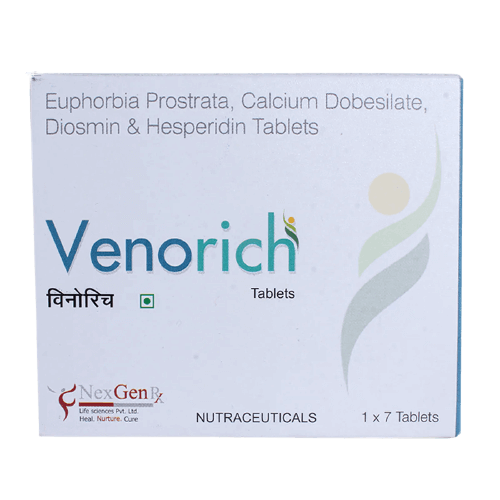 Euphorbia Prostrata, Calcium Dobesilate,
Diosmin & Hesperidin Tablets
Venorich
Tablets
विनोरिच
NexGen Rx
Life sciences Pvt. Ltd.
Heal. Nurture. Cure
NUTRACEUTICALS
1 x 7 Tablets